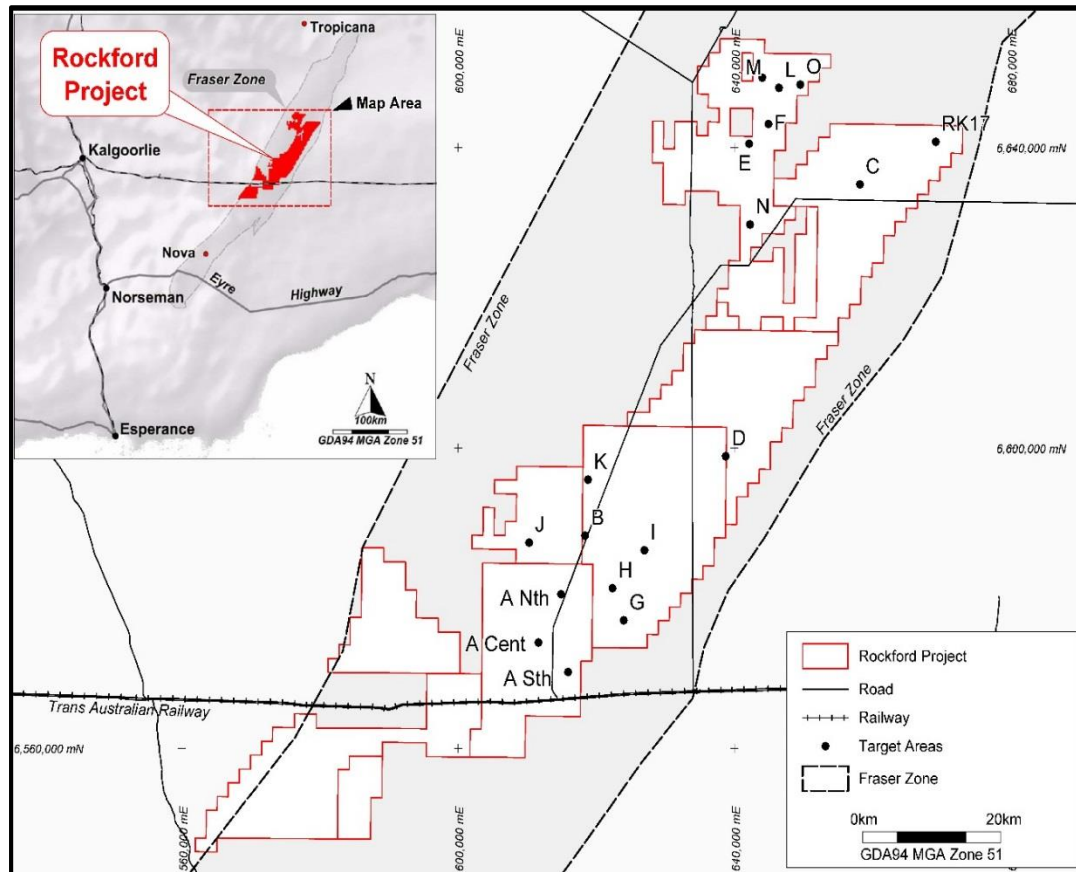 Tropicana
Rockford
Project
Fraser Zone
Map Area
Kalgoorlie
Nova
Eyre
Highway
Norseman
N
100km
GDA94 MGA Zone 51
Esperance
600,000 mE
640,000 mE
680,000 mE
M
L
O
F
RK17
E
6,640,000 mN
C
N
Fraser Zone
Fraser Zone
D
6,600,000 mN
K
B
J
I
H
A Nth
G
A Cent
A Sth
Trans Australian Railway
6,560,000 mN
560,000 mE
600,000 mE
640,000 mE
Rockford Project
Road
Railway
Target Areas
Fraser Zone
0km
20km
GDA94 MGA Zone 51